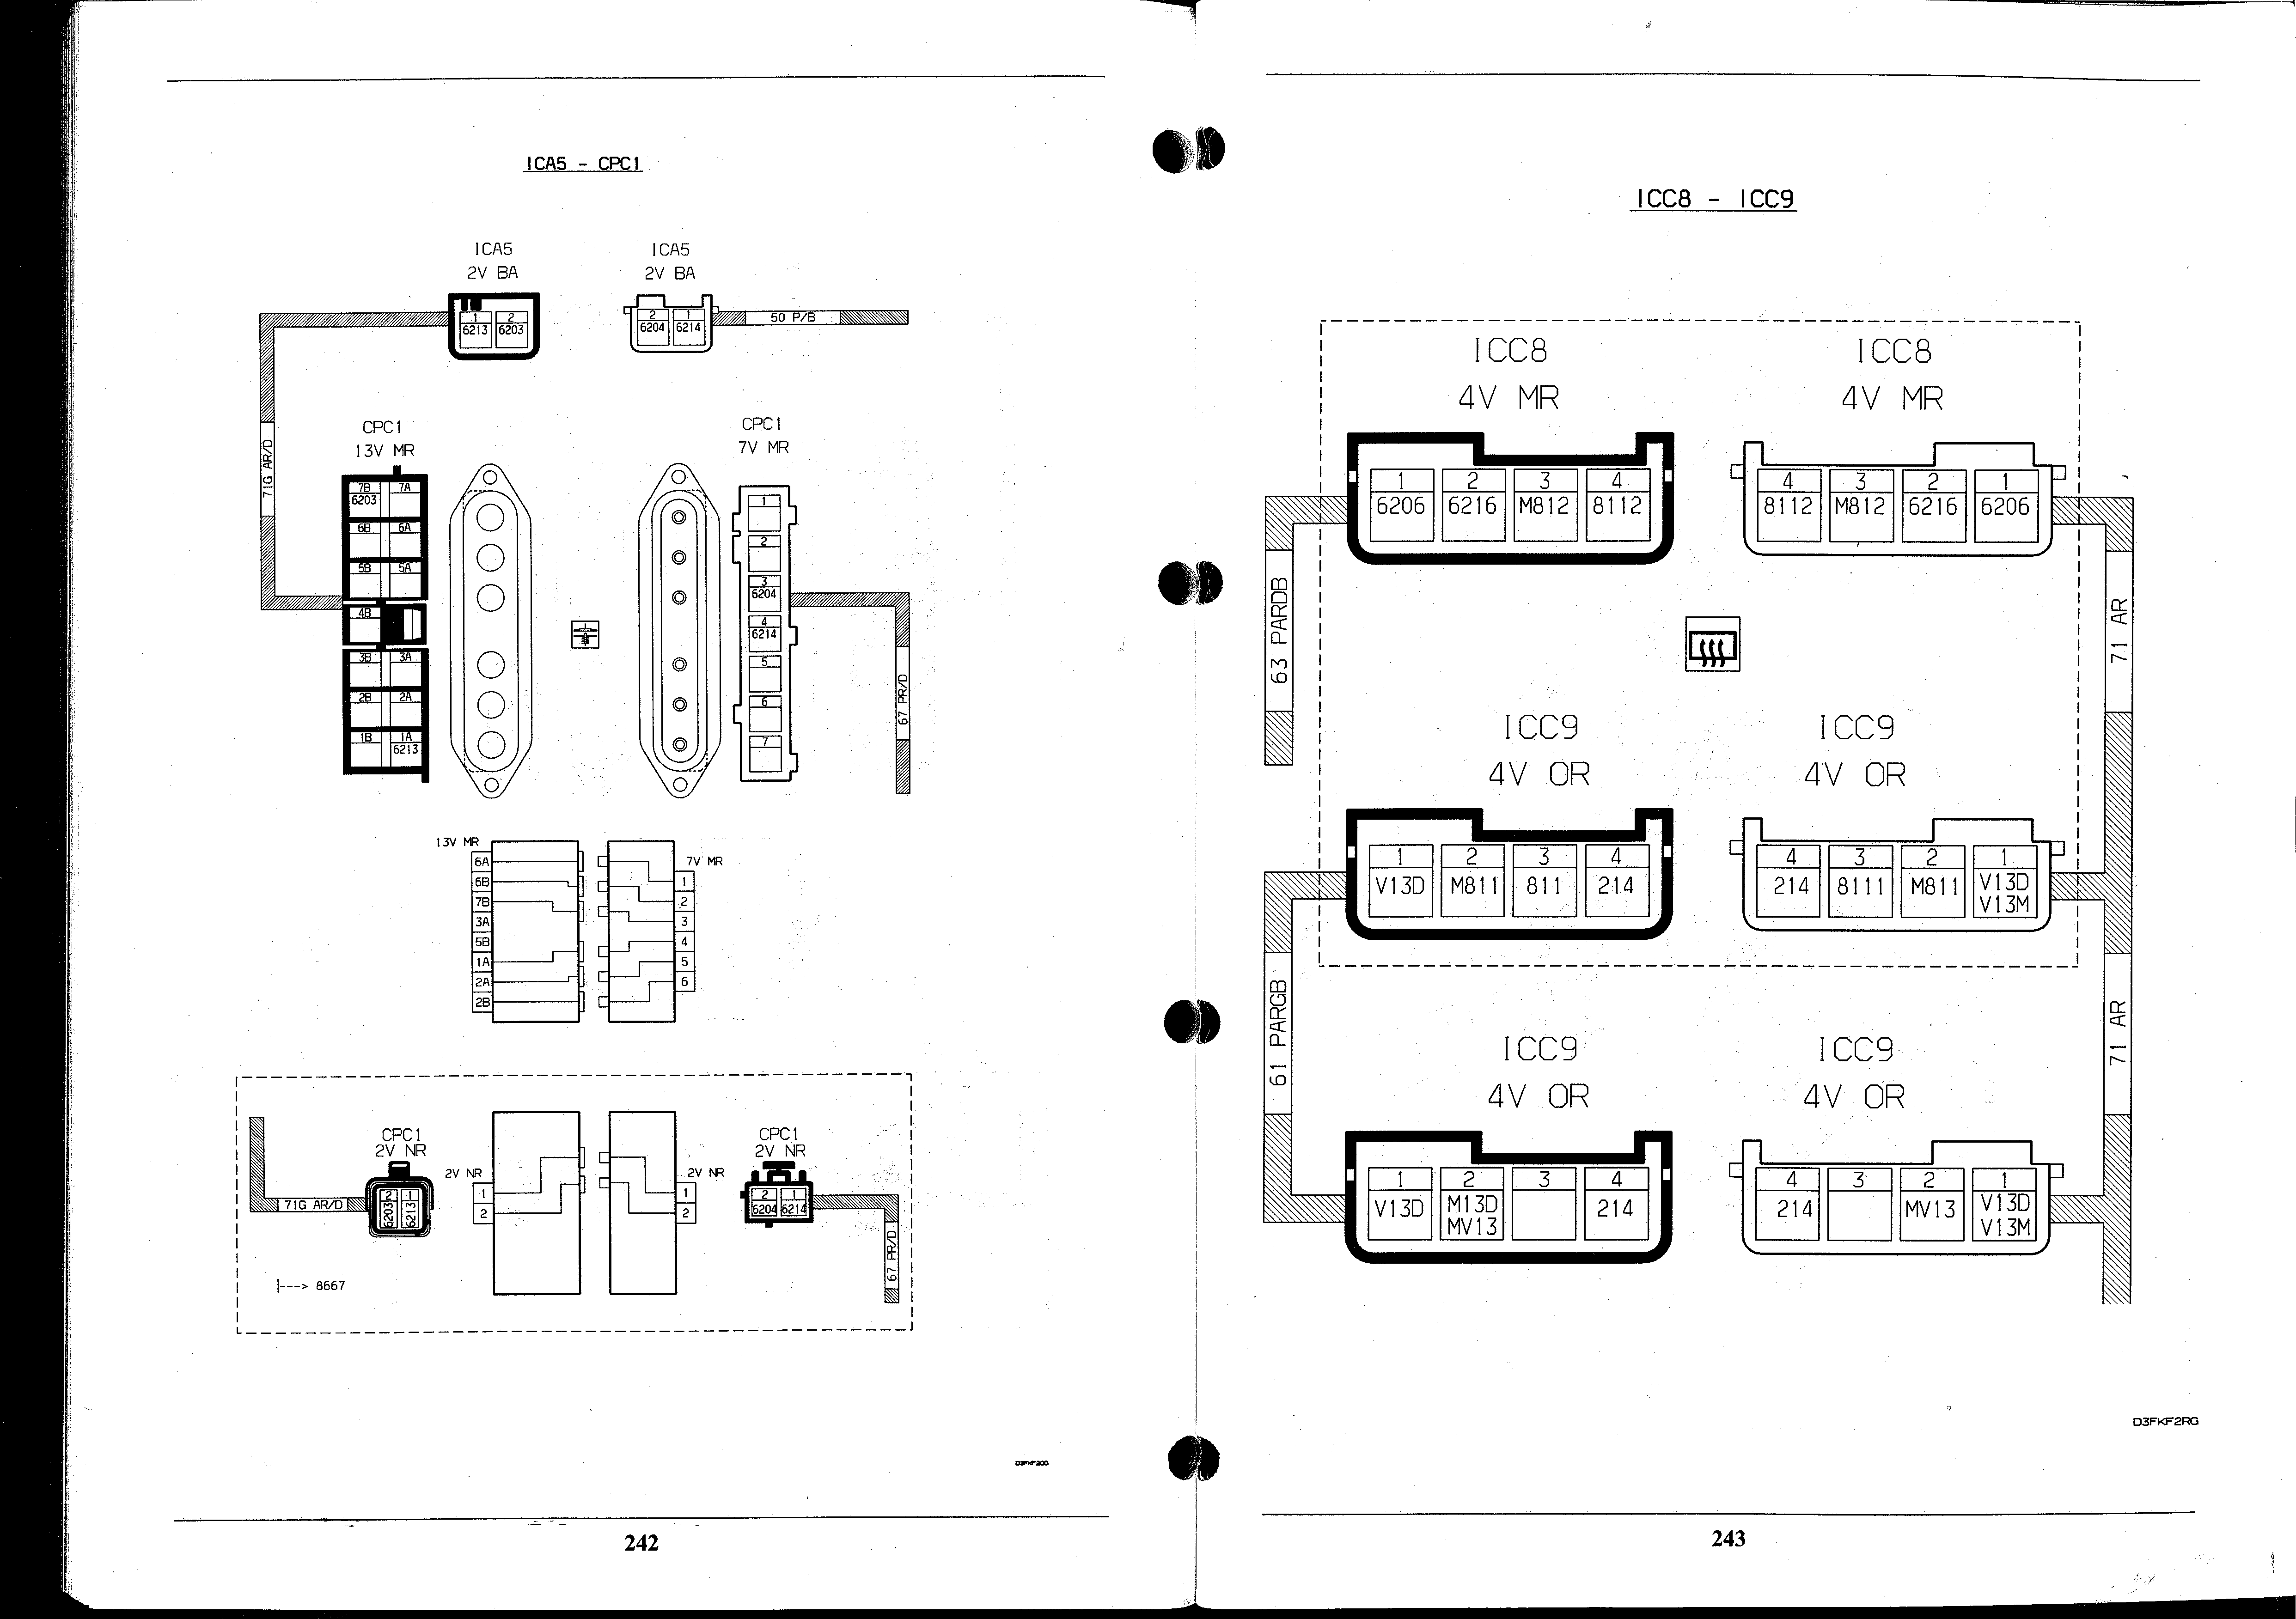 ICA5 - CPC1
ICA5
2V BA
ICA5
2V BA
1 2
6213 6203
2 1
6204 6214
50 P/B
71G AR/D
CPC1
13V MR
7B 7A
6203
6B 6A
5B 5A
4B
3B 3A
2B 2A
1B 1A
6213
CPC1
7V MR
1
2
3
6204
4
6214
5
6
7
67 PR/D
13V MR
6A
6B
7B
3A
5B
1A
2A
2B
7V MR
1
2
3
4
5
6
71G AR/D
CPC1
2V NR
2 1
6203 6213
2V NR
1
2
2V NR
1
2
CPC1
2V NR
2 1
6204 6214
67 PR/D
|---> 8667
D3FKF20G
242
ICC8 - ICC9
ICC8
4V MR
ICC8
4V MR
1 2 3 4
6206 6216 M812 8112
4 3 2 1
8112 M812 6216 6206
63 PARDB
71 AR
ICC9
4V OR
ICC9
4V OR
1 2 3 4
V13D M811 811 214
4 3 2 1
214 8111 M811 V13D
V13M
61 PARGB
71 AR
ICC9
4V OR
ICC9
4V OR
1 2 3 4
V13D M13D 214
MV13
4 3 2 1
214 MV13 V13D
V13M
D3FKF2RG
243